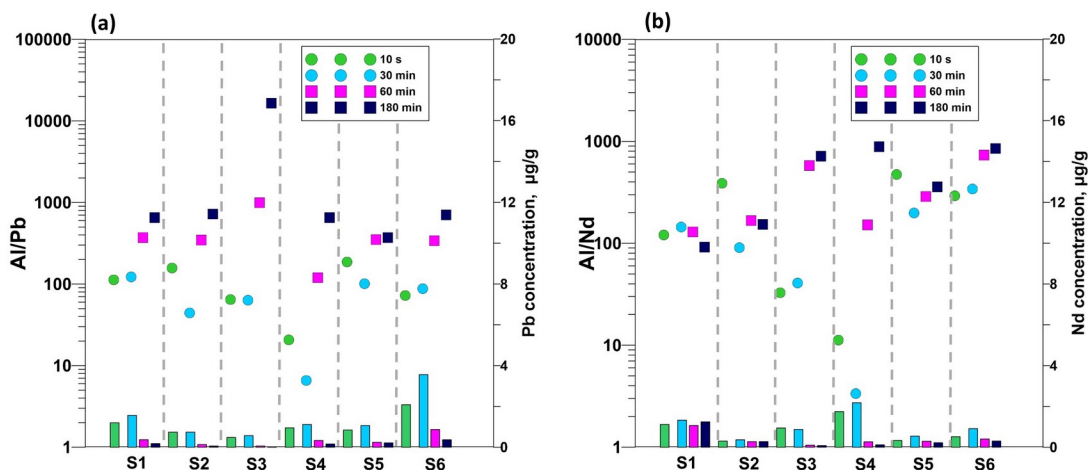 (a)
100000
10000
1000
100
10
1
Al/Pb
20
16
12
8
4
0
Pb concentration, µg/g
10 s
30 min
60 min
180 min
S1 S2 S3 S4 S5 S6
(b)
10000
1000
100
10
1
Al/Nd
20
16
12
8
4
0
Nd concentration, µg/g
10 s
30 min
60 min
180 min
S1 S2 S3 S4 S5 S6